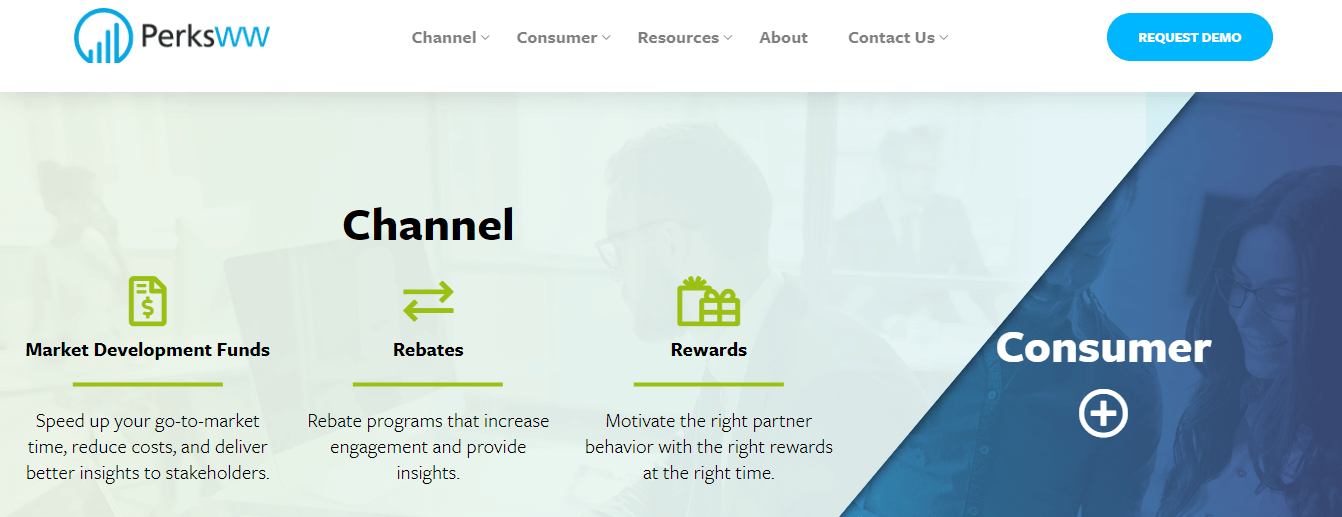 PerksWW
Channel
Consumer
Resources
About
Contact Us
REQUEST DEMO
Channel
Market Development Funds
Speed up your go-to-market
time, reduce costs, and deliver
better insights to stakeholders.
Rebates
Rebate programs that increase
engagement and provide
insights.
Rewards
Motivate the right partner
behavior with the right rewards
at the right time.
Consumer